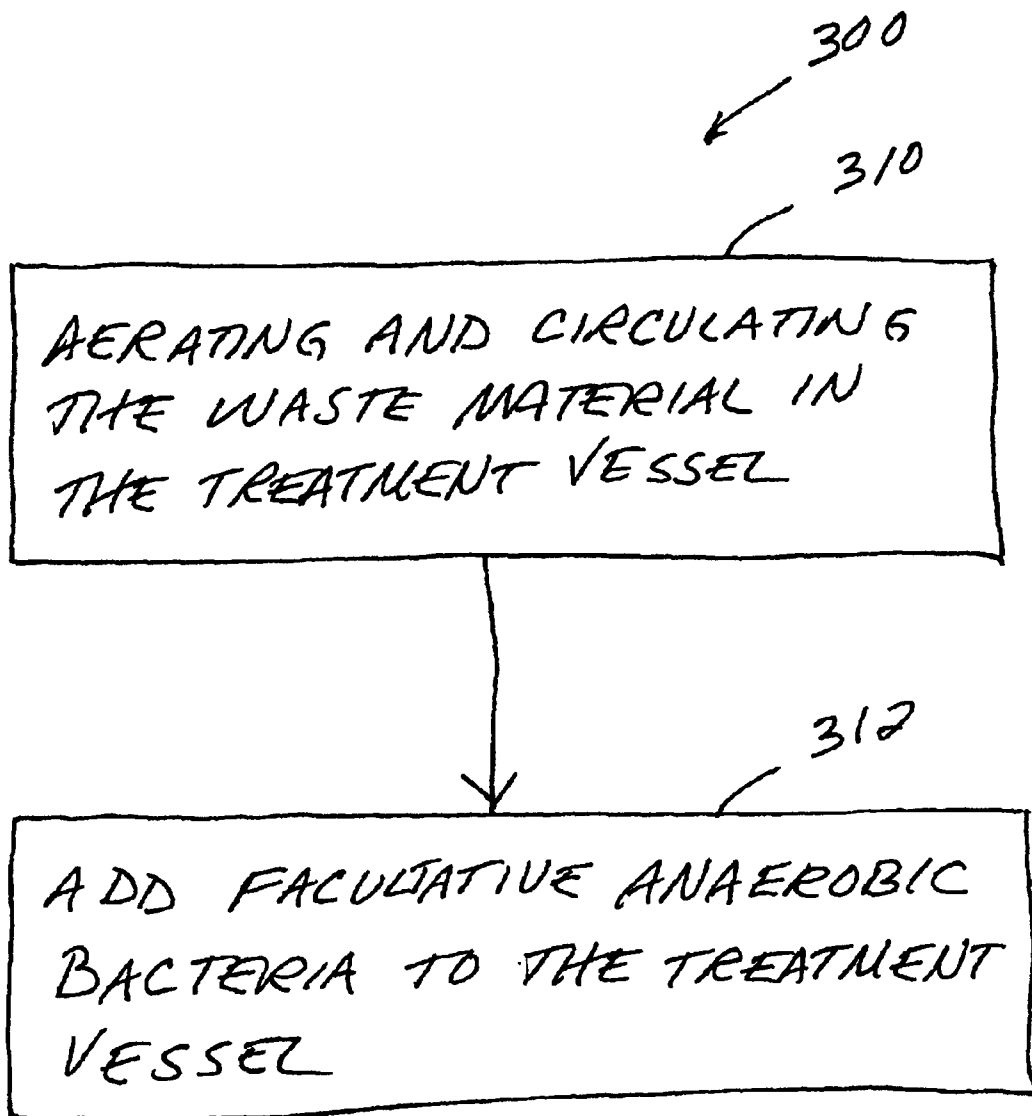 300
310
AERATING AND CIRCULATING
THE WASTE MATERIAL IN
THE TREATMENT VESSEL
312
ADD FACULTATIVE ANAEROBIC
BACTERIA TO THE TREATMENT
VESSEL